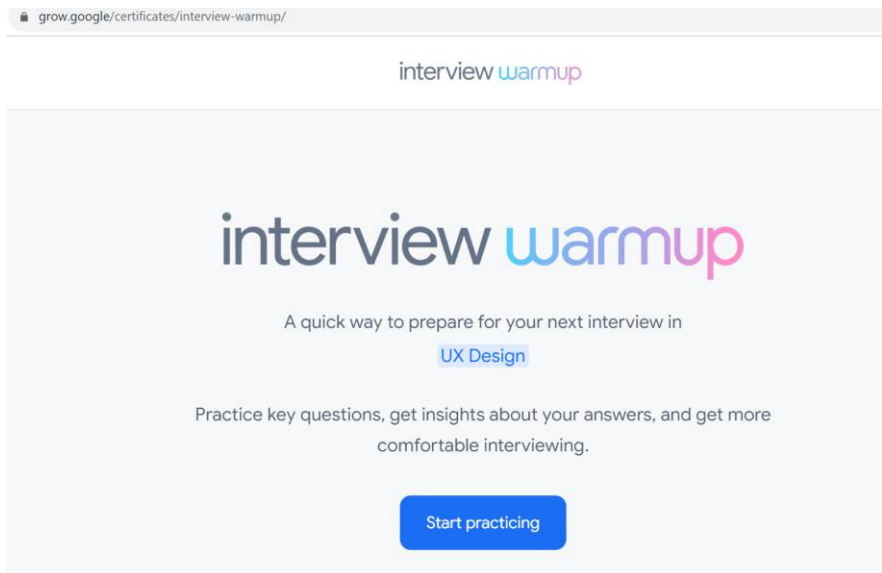 grow.google/certificates/interview-warmup/
interview warmup
interview warmup
A quick way to prepare for your next interview in
UX Design
Practice key questions, get insights about your answers, and get more
comfortable interviewing.
Start practicing